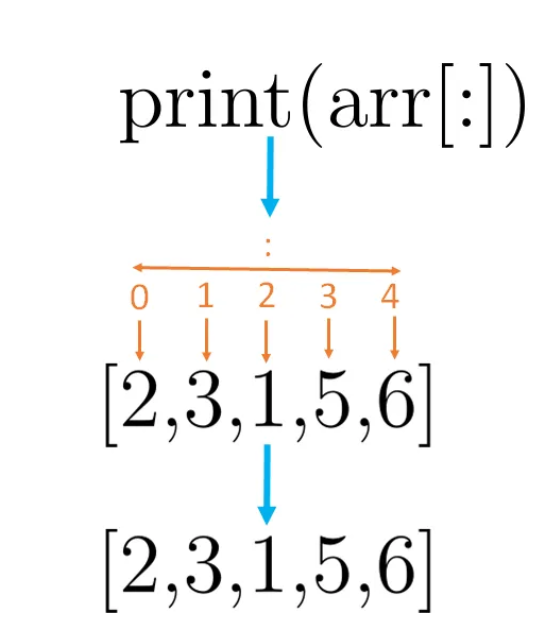 print(arr[:])
:
0 1 2 3 4
[2,3,1,5,6]
[2,3,1,5,6]